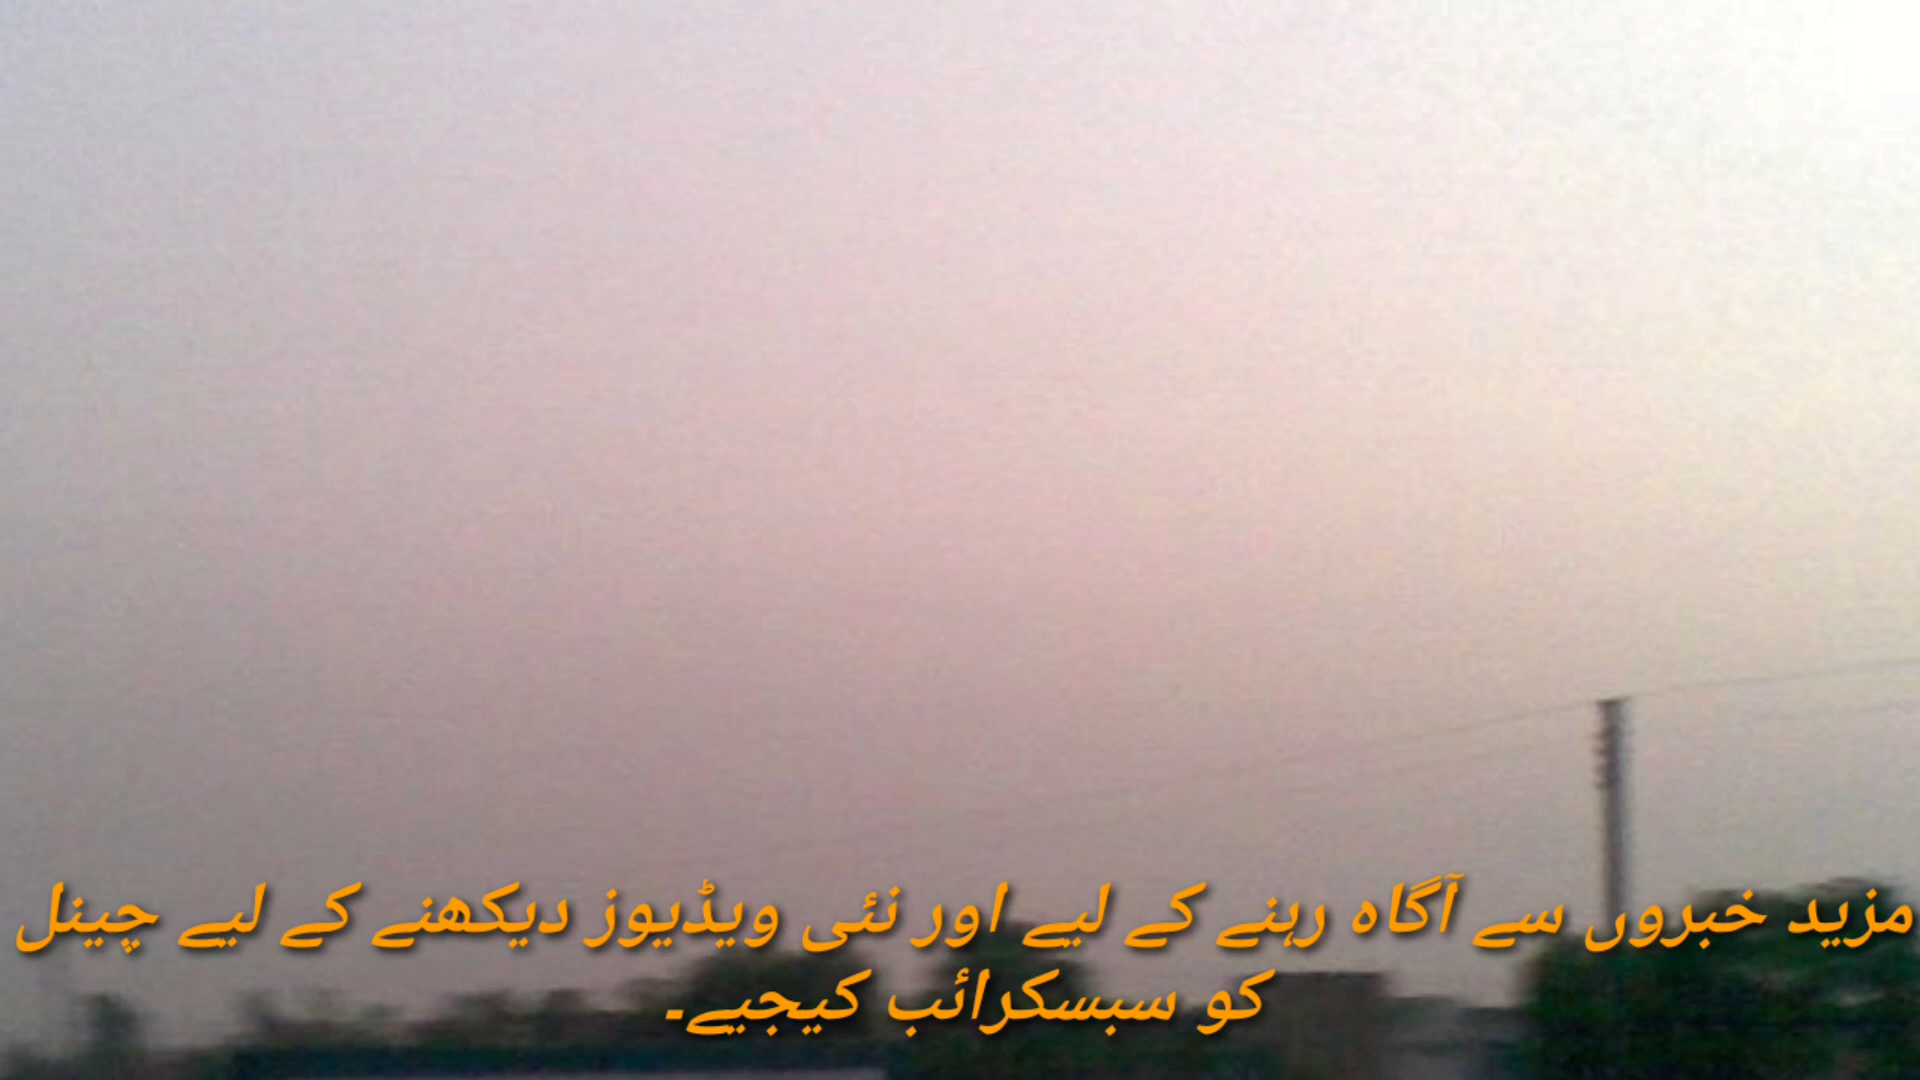 مزید خبروں سے آگاہ رہنے کے لیے اور نئی ویڈیوز دیکھنے کے لیے چینل
کو سبسکرائب کیجیے۔